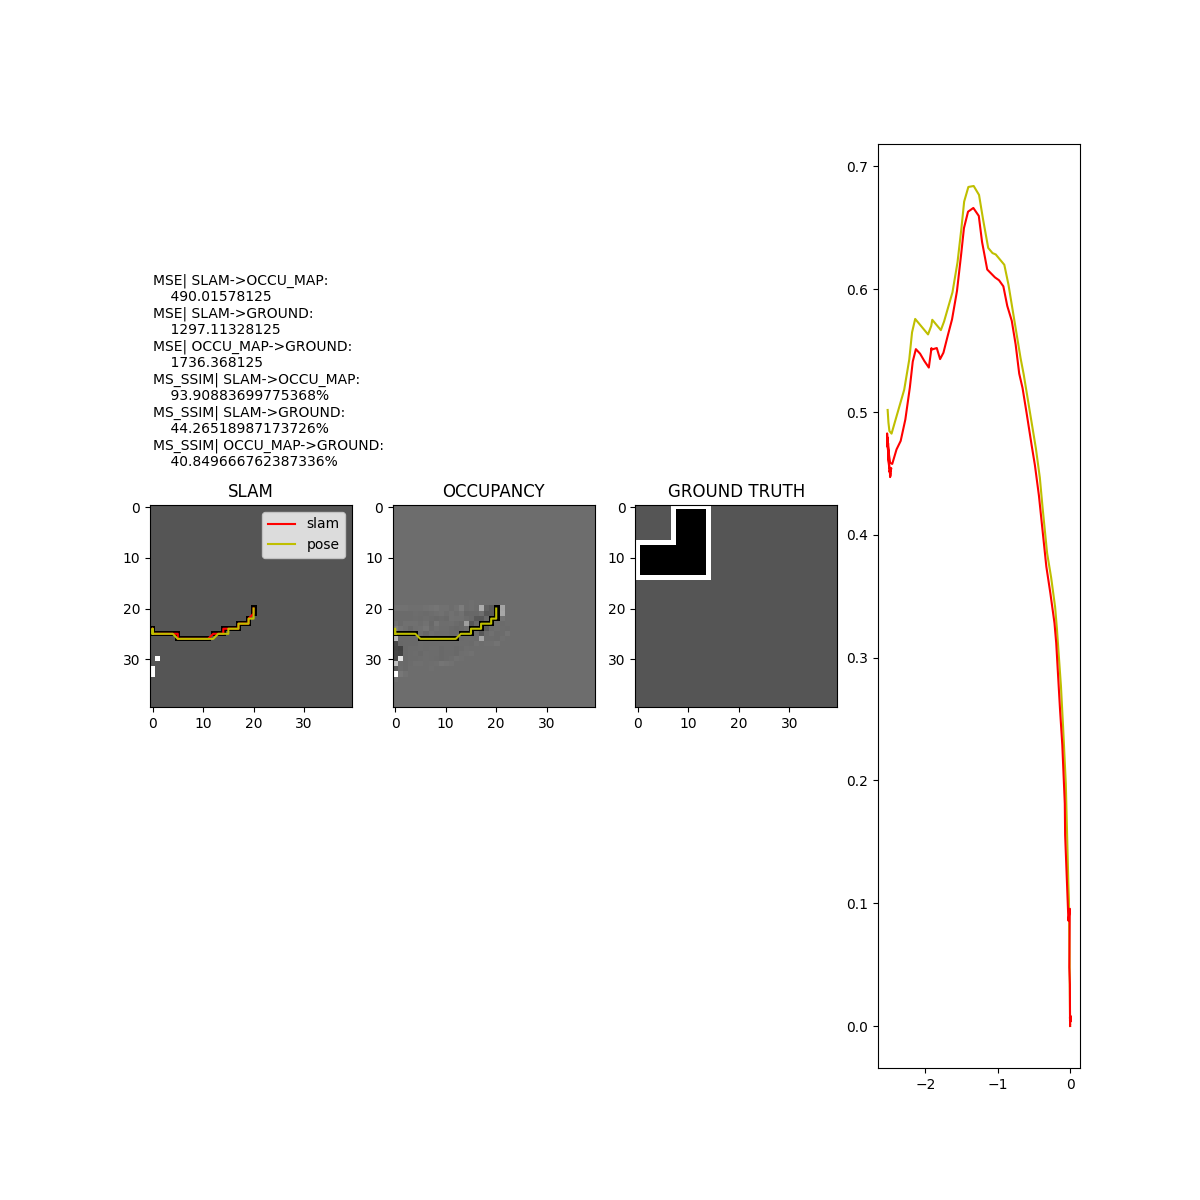 MSE| SLAM->OCCU_MAP:
490.01578125
MSE| SLAM->GROUND:
1297.11328125
MSE| OCCU_MAP->GROUND:
1736.368125
MS_SSIM| SLAM->OCCU_MAP:
93.90883699775368%
MS_SSIM| SLAM->GROUND:
44.26518987173726%
MS_SSIM| OCCU_MAP->GROUND:
40.849666762387336%
SLAM
0
10
20
30
0 10 20 30
slam
pose
OCCUPANCY
0
10
20
30
0 10 20 30
GROUND TRUTH
0
10
20
30
0 10 20 30
0.7
0.6
0.5
0.4
0.3
0.2
0.1
0.0
−2 −1 0